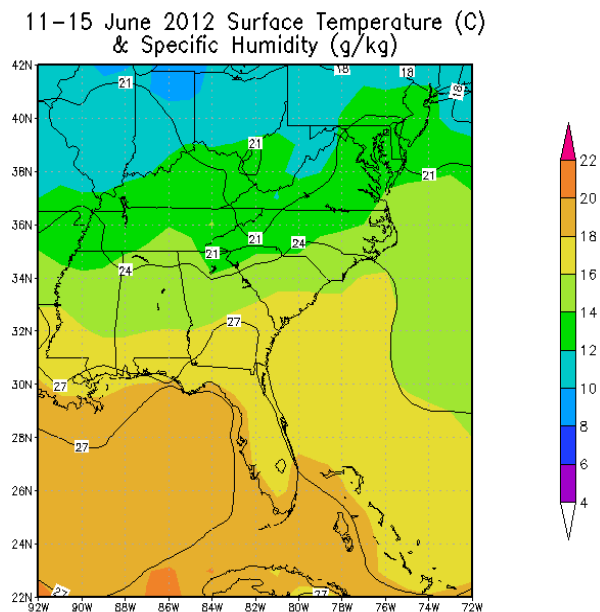 11-15 June 2012 Surface Temperature (C)
& Specific Humidity (g/kg)
42N
40N
38N
36N
34N
32N
30N
28N
26N
24N
22N
92W 90W 88W 86W 84W 82W 80W 78W 76W 74W 72W
18 18
21
18
21
21
21
24
21
24
27
27
27
27
27
22
20
18
16
14
12
10
8
6
4